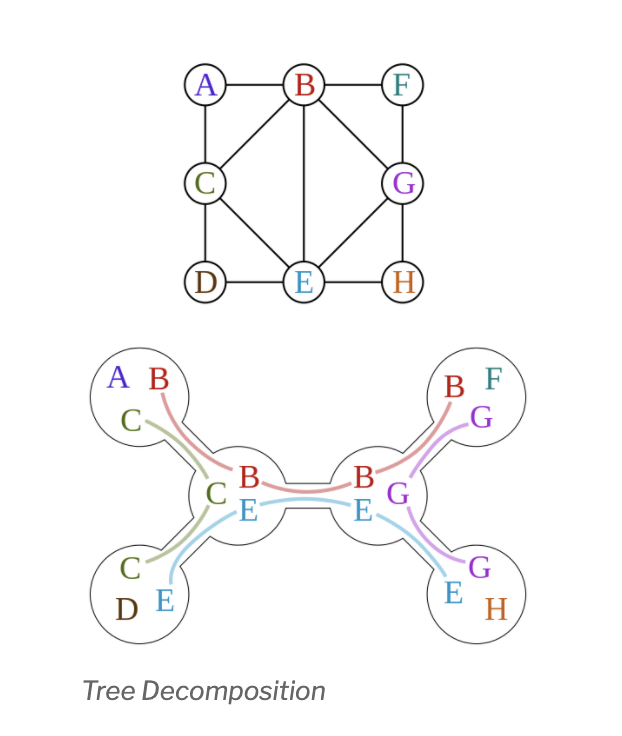 A B F
C G
D E H
A B B F
C G
B B
C G
E E
C G
D E E H
Tree Decomposition